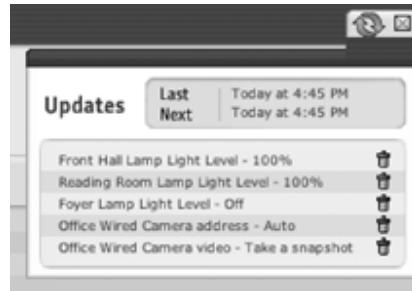 Updates
Last Today at 4:45 PM
Next Today at 4:45 PM
Front Hall Lamp Light Level - 100%
Reading Room Lamp Light Level - 100%
Foyer Lamp Light Level - Off
Office Wired Camera address - Auto
Office Wired Camera video - Take a snapshot